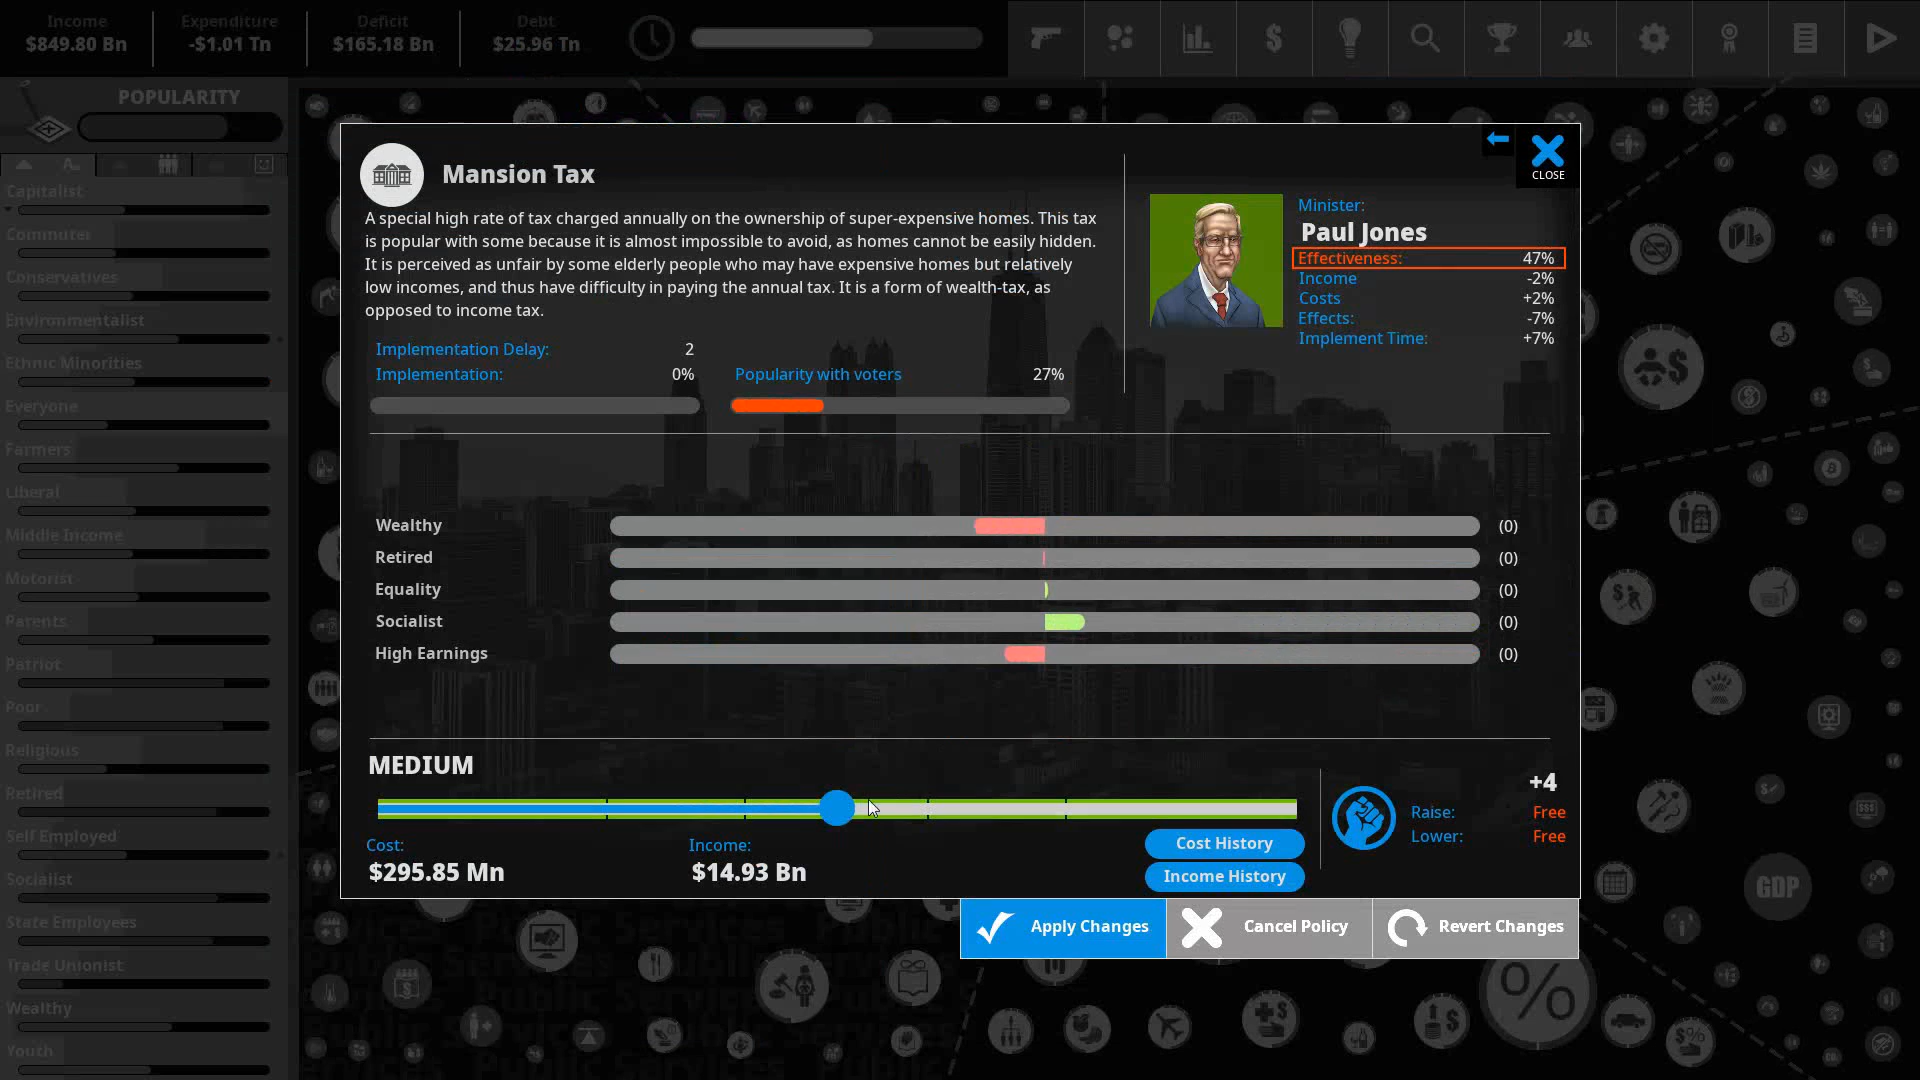 Income
Expenditure
Deficit
Debt
$849.80 Bn
-$1.01 Tn
$165.18 Bn
$25.96 Tn
POPULARITY
Capitalist
Commuter
Conservatives
Environmentalist
Ethnic Minorities
Everyone
Farmers
Liberal
Middle Income
Motorist
Parents
Patriot
Poor
Religious
Retired
Self Employed
Socialist
State Employees
Trade Unionist
Wealthy
Youth
Mansion Tax
A special high rate of tax charged annually on the ownership of super-expensive homes. This tax
is popular with some because it is almost impossible to avoid, as homes cannot be easily hidden.
It is perceived as unfair by some elderly people who may have expensive homes but relatively
low incomes, and thus have difficulty in paying the annual tax. It is a form of wealth-tax, as
opposed to income tax.
Implementation Delay: 2
Implementation: 0%
Popularity with voters 27%
CLOSE
Minister:
Paul Jones
Effectiveness: 47%
Income -2%
Costs +2%
Effects: -7%
Implement Time: +7%
Wealthy (0)
Retired (0)
Equality (0)
Socialist (0)
High Earnings (0)
MEDIUM
Cost:
$295.85 Mn
Income:
$14.93 Bn
Cost History
Income History
+4
Raise: Free
Lower: Free
Apply Changes
Cancel Policy
Revert Changes
GDP
Public Services